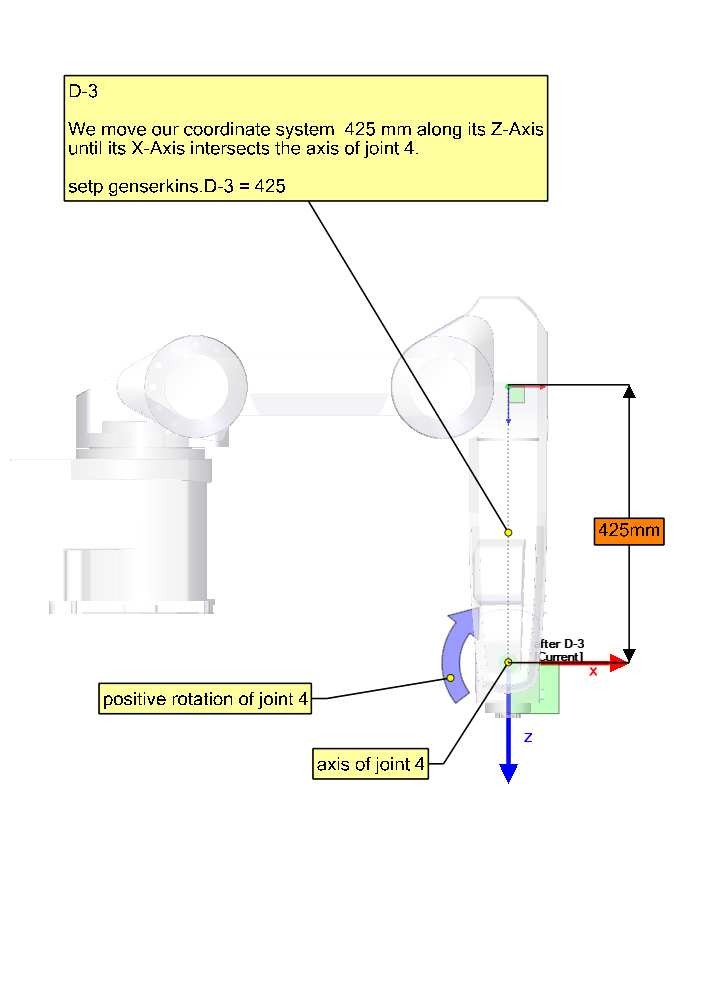 D-3
We move our coordinate system  425 mm along its Z-Axis
until its X-Axis intersects the axis of joint 4.
setp genserkins.D-3 = 425
425mm
fter D-3
Current]
x
positive rotation of joint 4
z
axis of joint 4